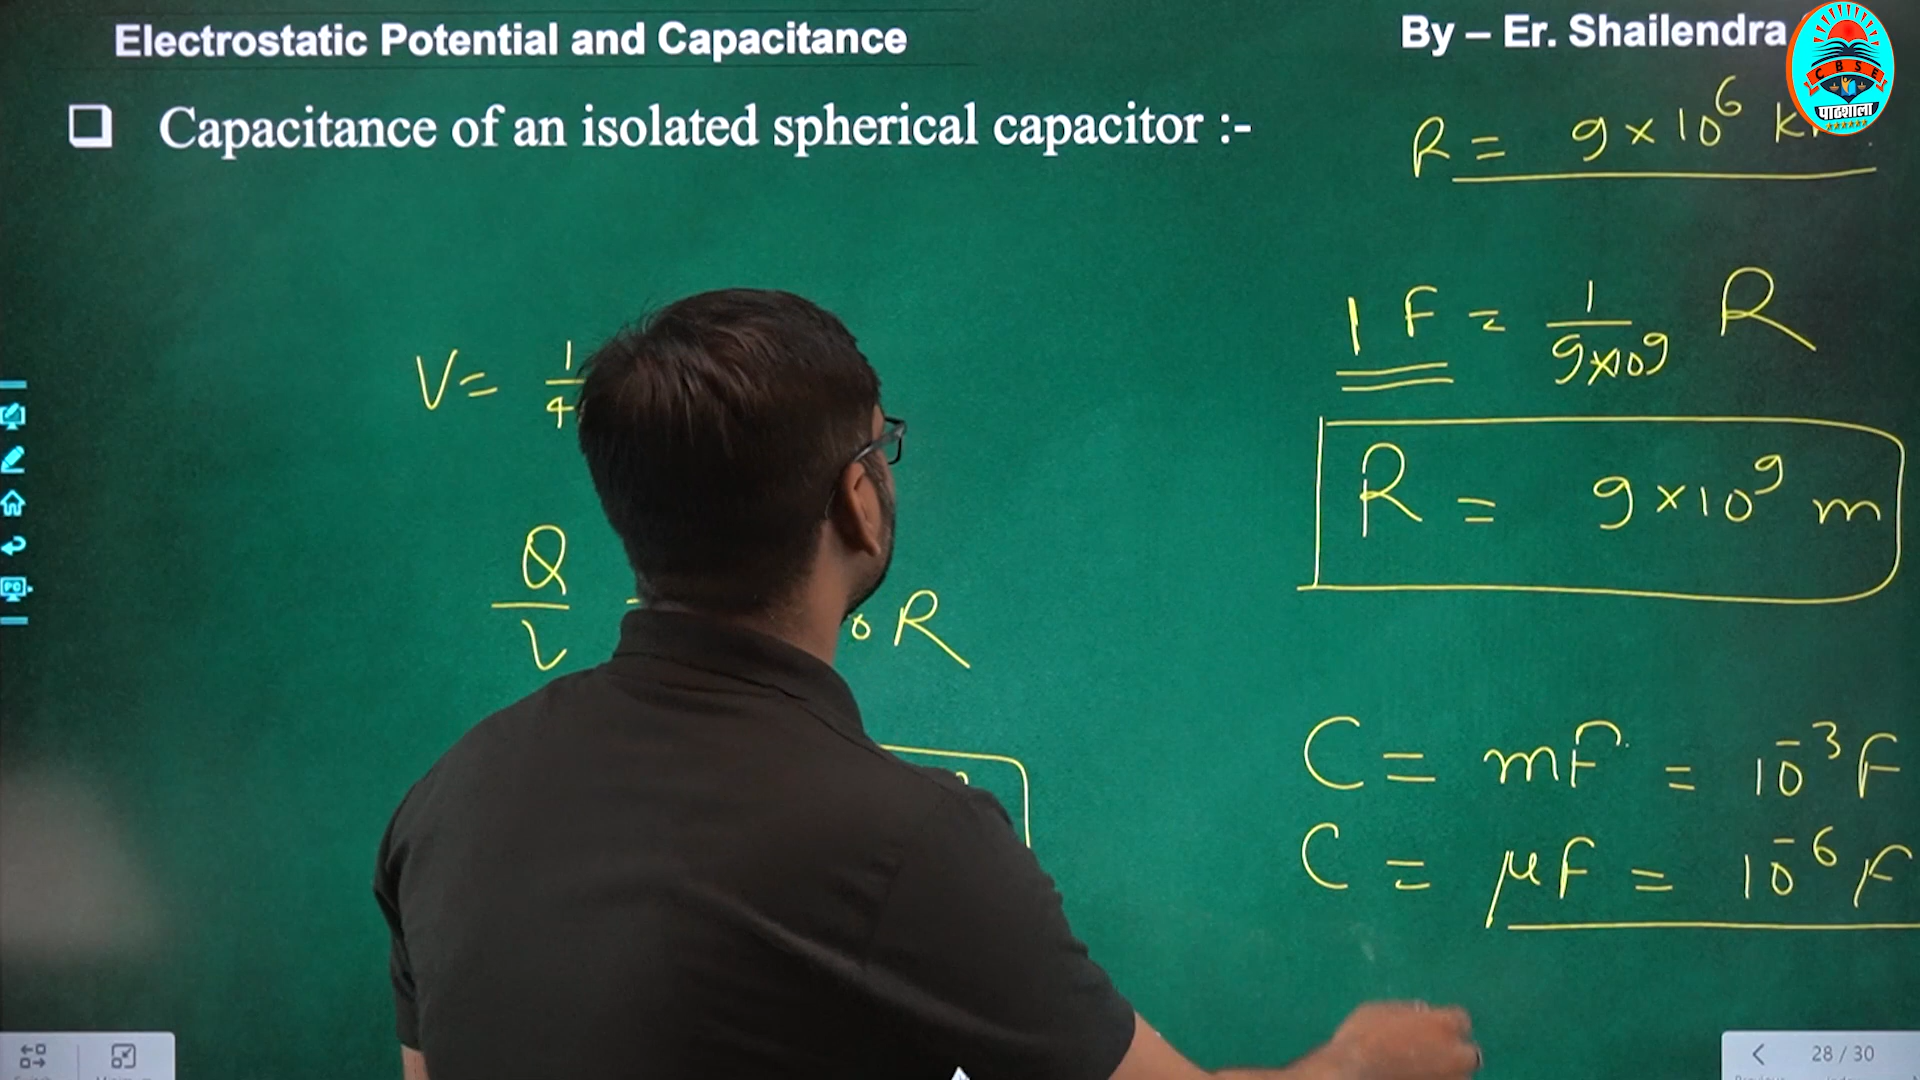 Electrostatic Potential and Capacitance
By – Er. Shailendra
CBSE
पाठशाला
❑ Capacitance of an isolated spherical capacitor :-
R = 9 × 10⁶
1 F = 1/9×10⁹ R
V = 1/4
R = 9 × 10⁹ m
Q/V = R
C = mF = 10⁻³ F
C = μF = 10⁻⁶ F
28 / 30